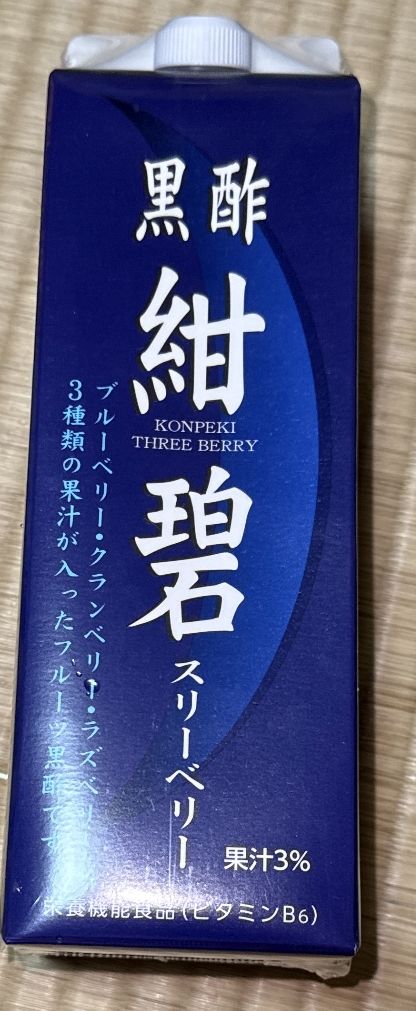 黒酢
紺碧
KONPEKI
THREE BERRY
スリーベリー
ブルーベリー・クランベリー・ラズベリー
3種類の果汁が入ったフルーツ黒酢です
果汁3%
栄養機能食品(ビタミンB6)